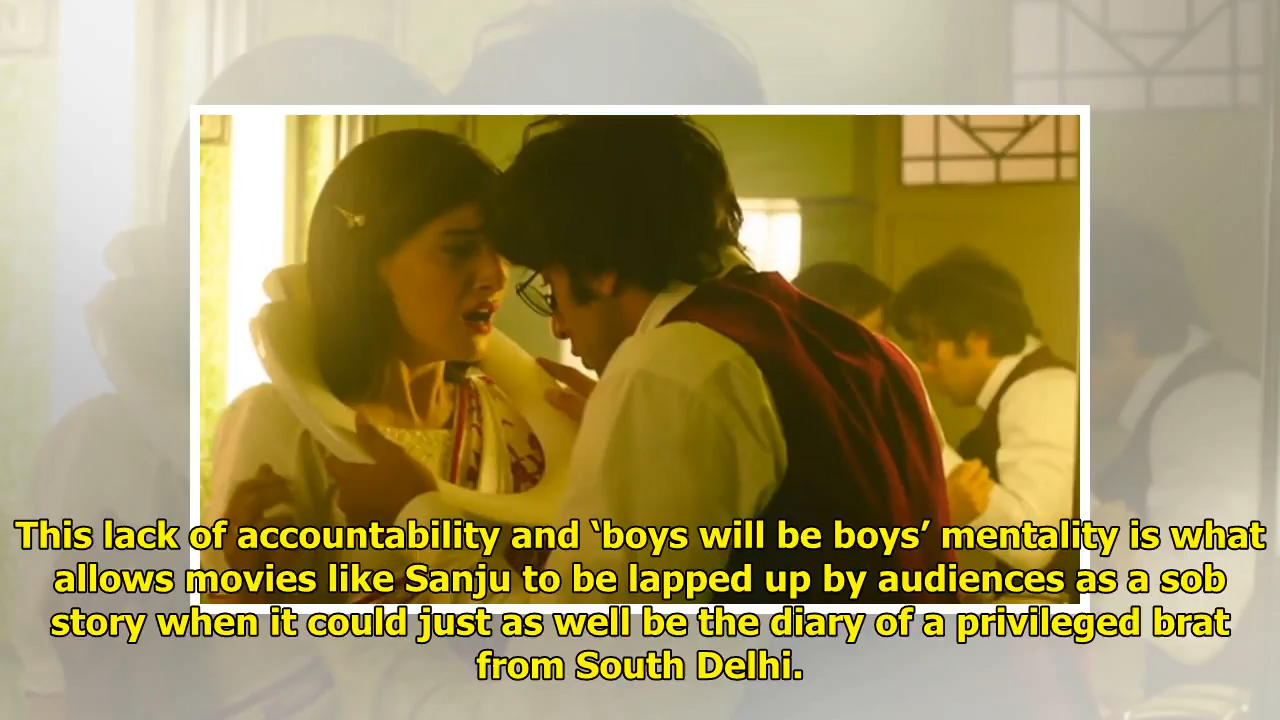 This lack of accountability and ‘boys will be boys’ mentality is what
allows movies like Sanju to be lapped up by audiences as a sob
story when it could just as well be the diary of a privileged brat
from South Delhi.